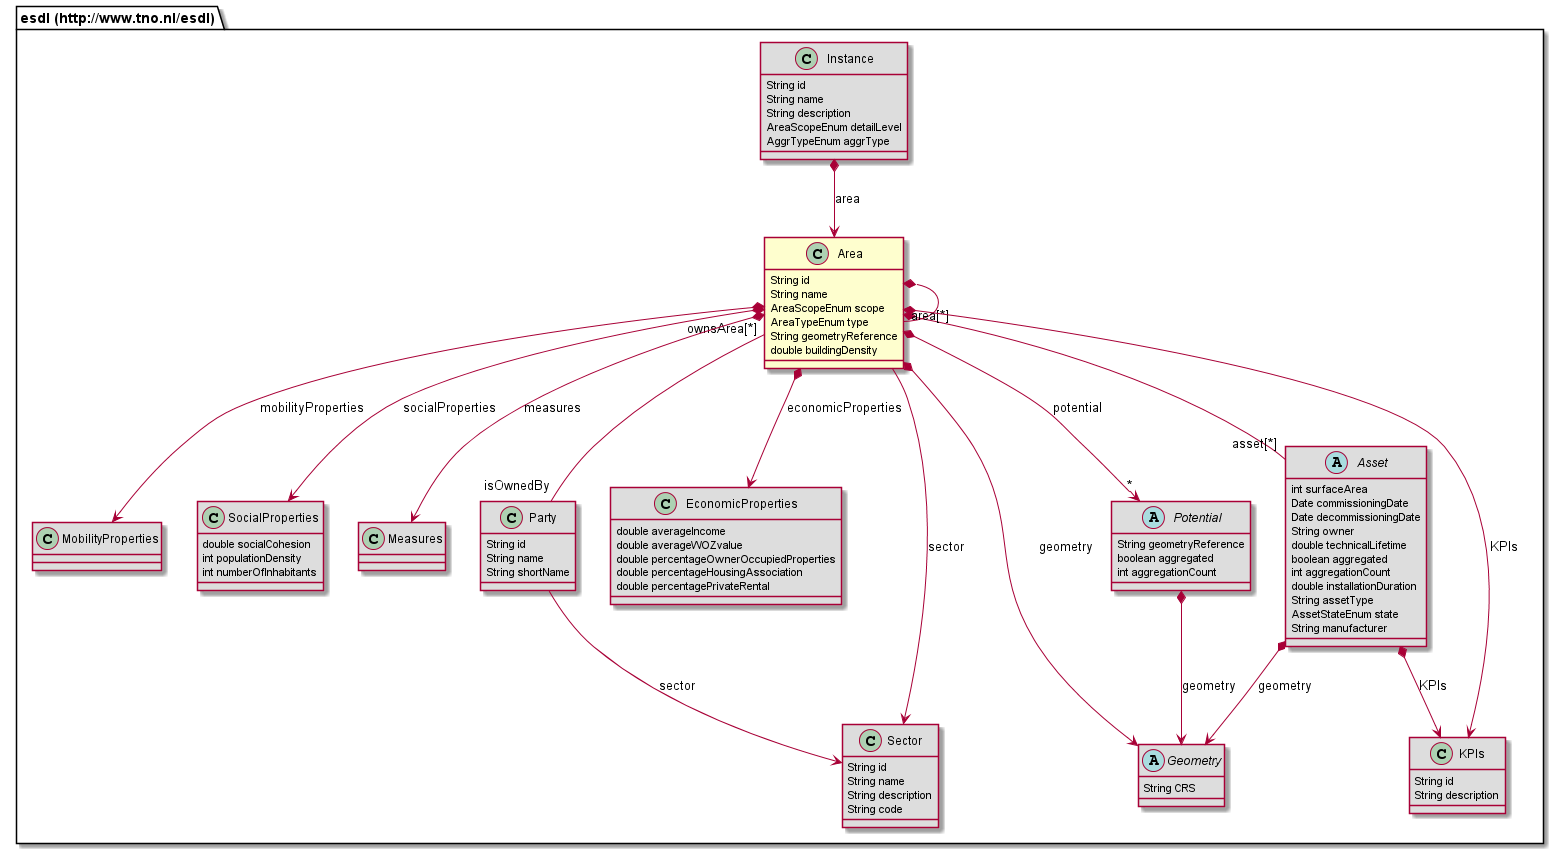 esdl (http://www.tno.nl/esdl)
C Instance
String id
String name
String description
AreaScopeEnum detailLevel
AggrTypeEnum aggrType
area
C Area
String id
String name
AreaScopeEnum scope
AreaTypeEnum type
String geometryReference
double buildingDensity
area[*]
ownsArea[*]
mobilityProperties
socialProperties
measures
economicProperties
potential
asset[*]
isOwnedBy
*
sector
geometry
KPIs
C MobilityProperties
C SocialProperties
double socialCohesion
int populationDensity
int numberOfInhabitants
C Measures
C Party
String id
String name
String shortName
C EconomicProperties
double averageIncome
double averageWOZvalue
double percentageOwnerOccupiedProperties
double percentageHousingAssociation
double percentagePrivateRental
A Potential
String geometryReference
boolean aggregated
int aggregationCount
A Asset
int surfaceArea
Date commissioningDate
Date decommissioningDate
String owner
double technicalLifetime
boolean aggregated
int aggregationCount
double installationDuration
String assetType
AssetStateEnum state
String manufacturer
sector
geometry
geometry
KPIs
C Sector
String id
String name
String description
String code
A Geometry
String CRS
C KPIs
String id
String description